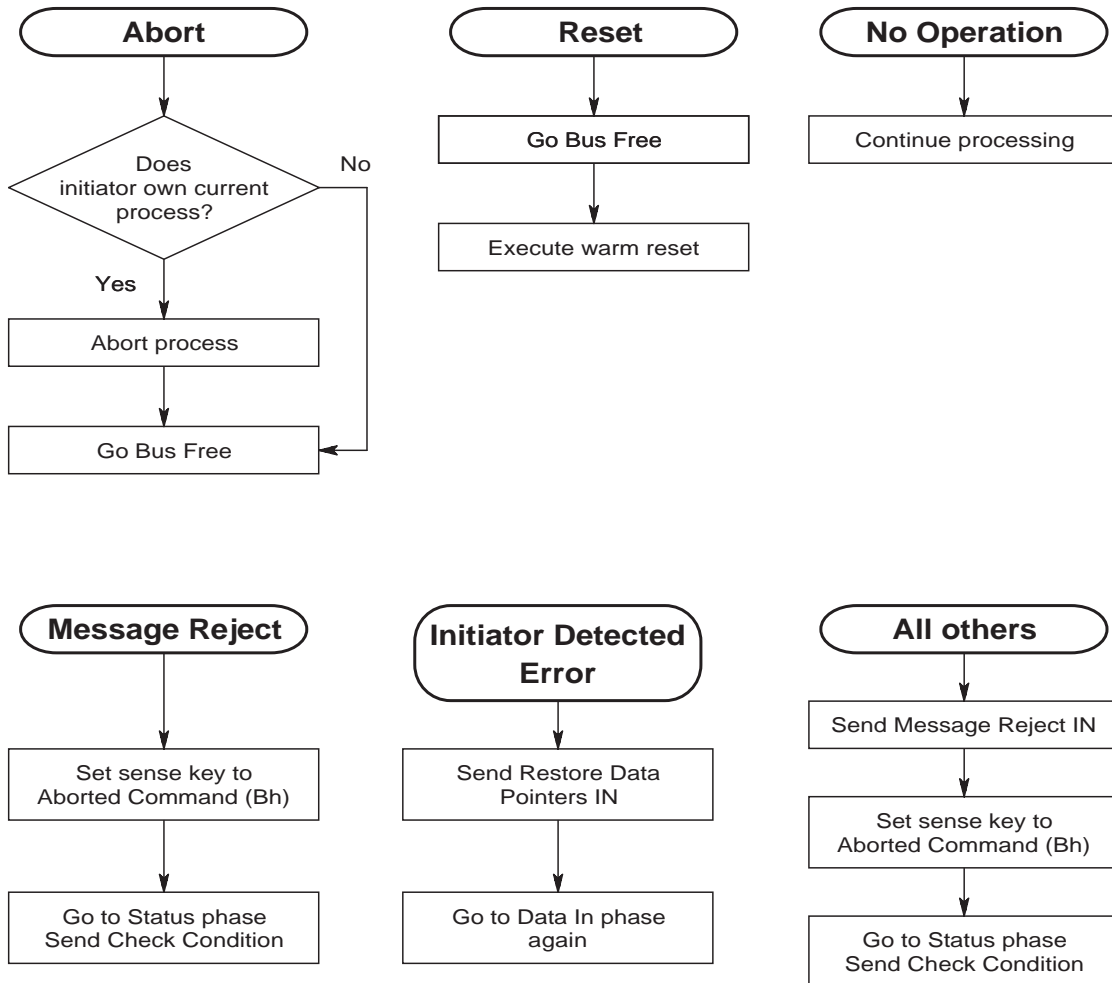 Abort
Does
initiator own current
process?
No
Yes
Abort process
Go Bus Free
Reset
Go Bus Free
Execute warm reset
No Operation
Continue processing
Message Reject
Set sense key to
Aborted Command (Bh)
Go to Status phase
Send Check Condition
Initiator Detected
Error
Send Restore Data
Pointers IN
Go to Data In phase
again
All others
Send Message Reject IN
Set sense key to
Aborted Command (Bh)
Go to Status phase
Send Check Condition